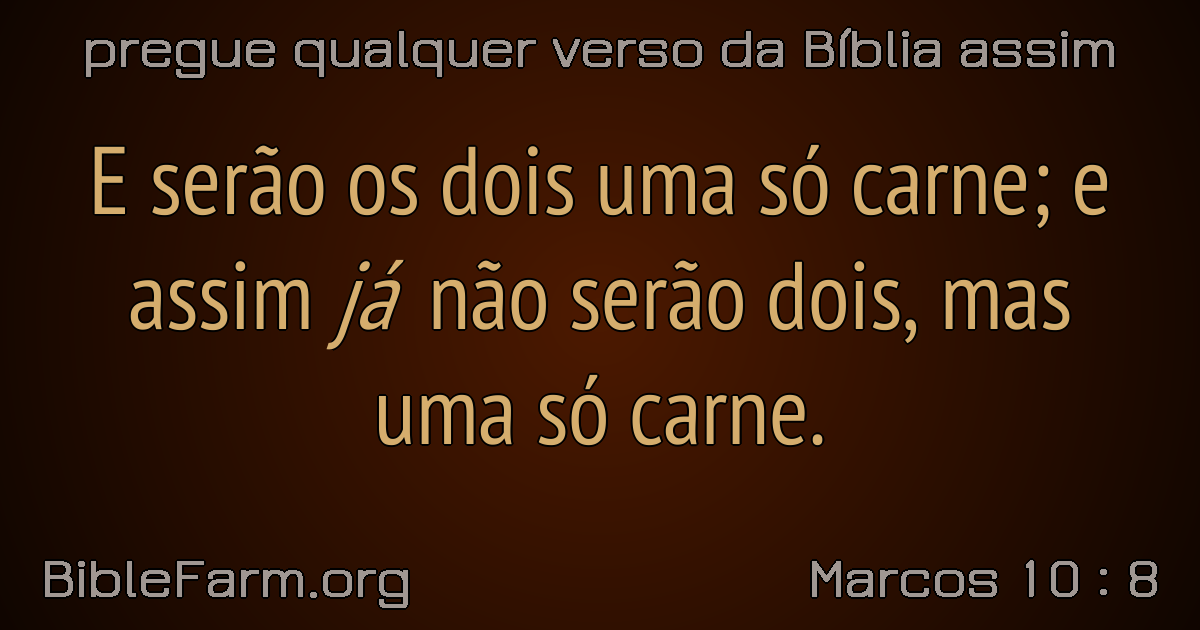 pregue qualquer verso da Bíblia assim
E serão os dois uma só carne; e
assim já não serão dois, mas
uma só carne.
BibleFarm.org
Marcos 10 : 8